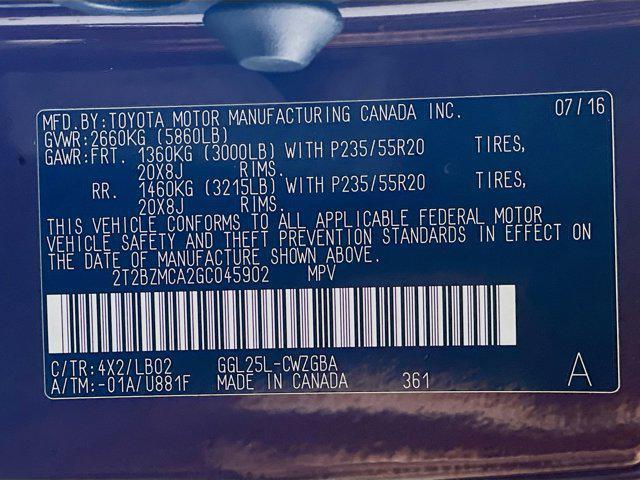 MFD.BY:TOYOTA MOTOR MANUFACTURING CANADA INC. 07/16
GVWR:2660KG (5860LB)
GAWR:FRT. 1360KG (3000LB) WITH P235/55R20 TIRES,
20X8J RIMS.
RR. 1460KG (3215LB) WITH P235/55R20 TIRES,
20X8J RIMS.
THIS VEHICLE CONFORMS TO ALL APPLICABLE FEDERAL MOTOR
VEHICLE SAFETY AND THEFT PREVENTION STANDARDS IN EFFECT ON
THE DATE OF MANUFACTURE SHOWN ABOVE.
2T2BZMCA2GC045902 MPV
C/TR:4X2/LB02 GGL25L-CWZGBA
A/TM:-01A/U881F MADE IN CANADA 361 A